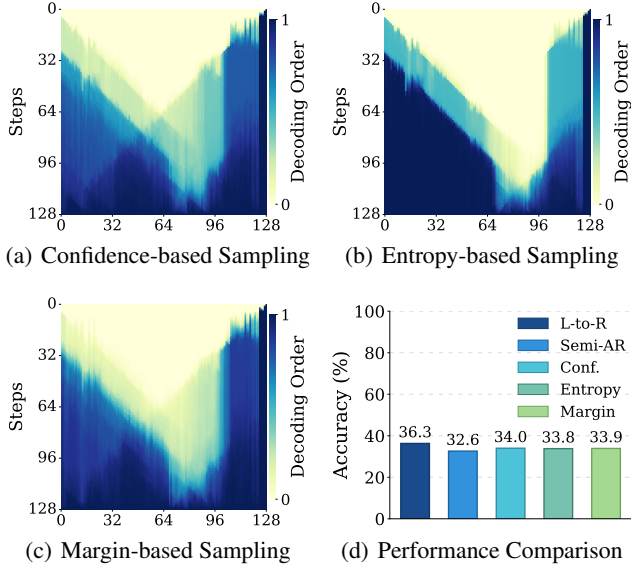 0
32
64
96
128
Steps
0
32
64
96
128
1
0
Decoding Order
(a) Confidence-based Sampling
0
32
64
96
128
Steps
0
32
64
96
128
1
0
Decoding Order
(b) Entropy-based Sampling
0
32
64
96
128
Steps
0
32
64
96
128
1
0
Decoding Order
(c) Margin-based Sampling
100
80
60
40
20
0
Accuracy (%)
L-to-R
Semi-AR
Conf.
Entropy
Margin
36.3
32.6
34.0
33.8
33.9
(d) Performance Comparison